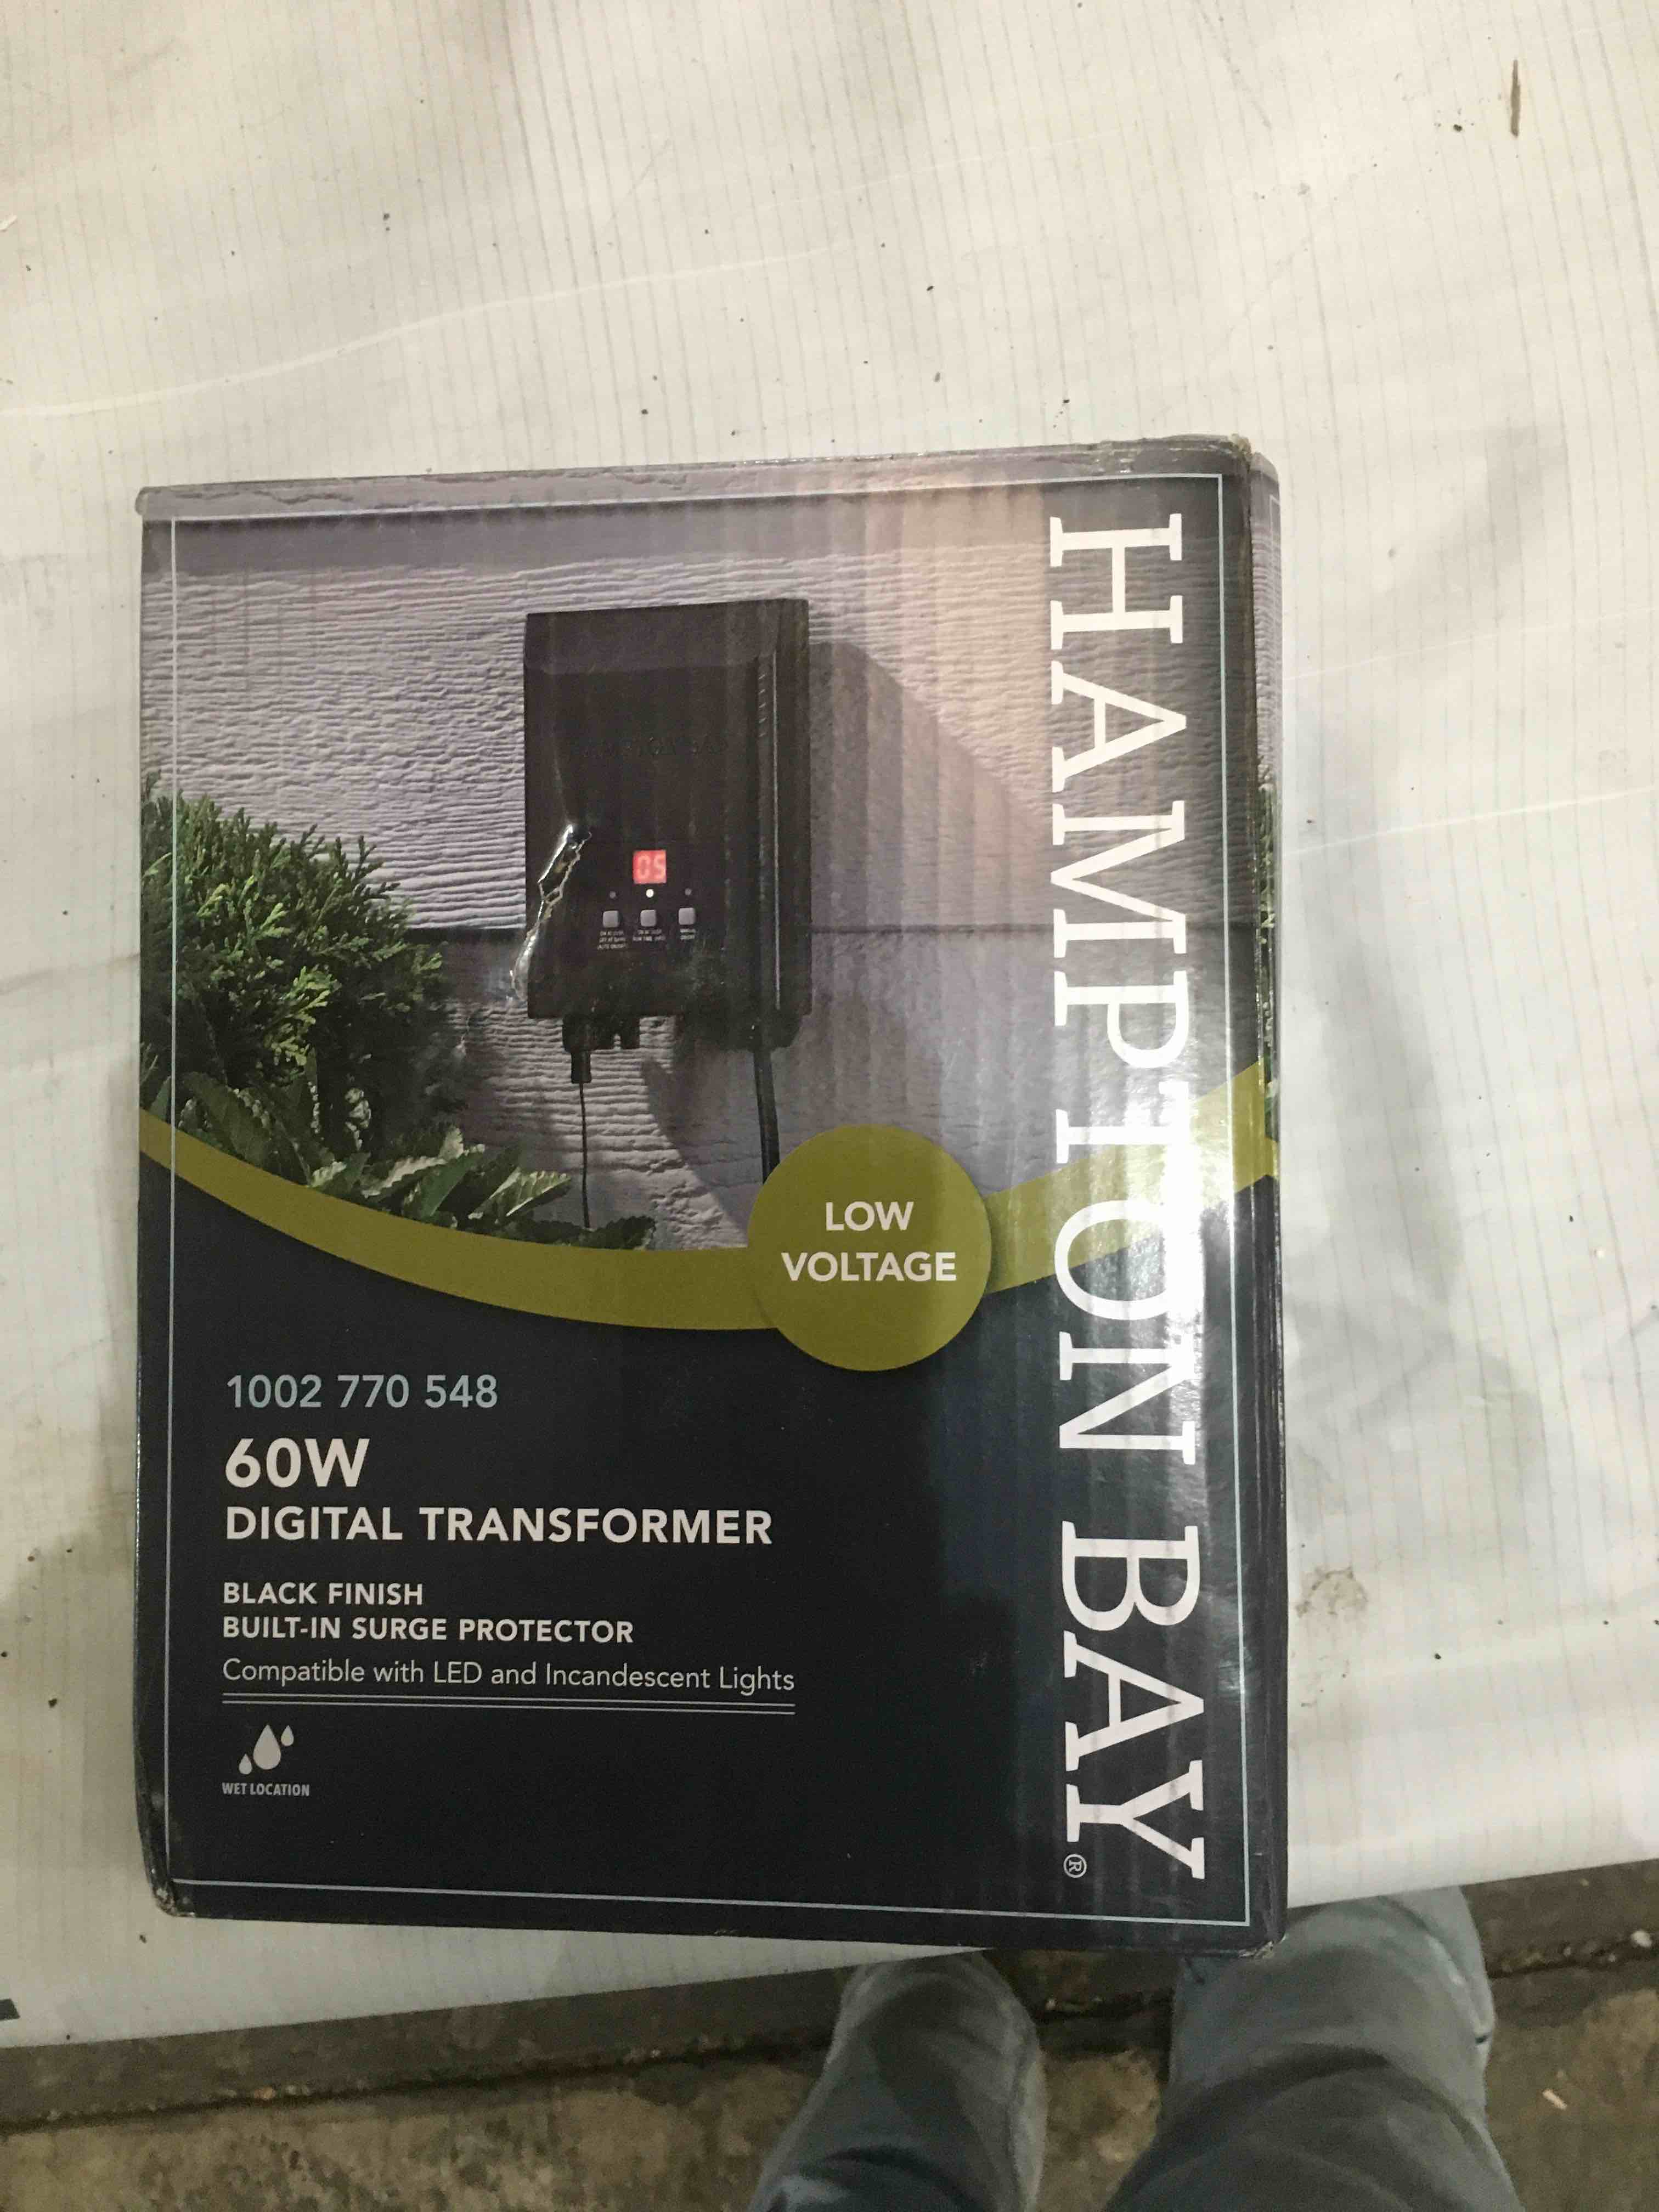 HAMPTON BAY®
05
LOW
VOLTAGE
1002 770 548
60W
DIGITAL TRANSFORMER
BLACK FINISH
BUILT-IN SURGE PROTECTOR
Compatible with LED and Incandescent Lights
WET LOCATION